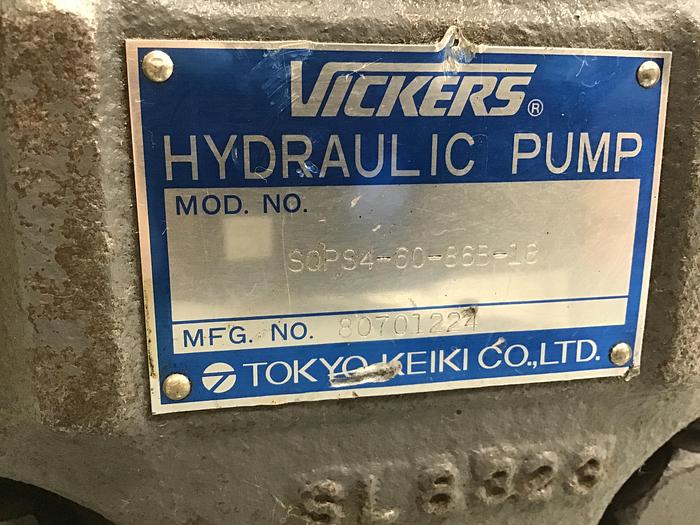 VICKERS®
HYDRAULIC PUMP
MOD. NO.
SQPS4-60-86B-18
MFG. NO. 80701224
TOKYO KEIKI CO.,LTD.